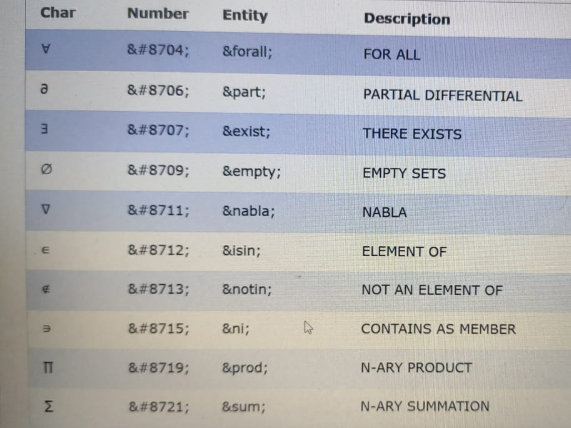 Char Number Entity Description
∀ &#8704; &forall; FOR ALL
∂ &#8706; &part; PARTIAL DIFFERENTIAL
∃ &#8707; &exist; THERE EXISTS
∅ &#8709; &empty; EMPTY SETS
∇ &#8711; &nabla; NABLA
∈ &#8712; &isin; ELEMENT OF
∉ &#8713; &notin; NOT AN ELEMENT OF
∋ &#8715; &ni; CONTAINS AS MEMBER
∏ &#8719; &prod; N-ARY PRODUCT
∑ &#8721; &sum; N-ARY SUMMATION